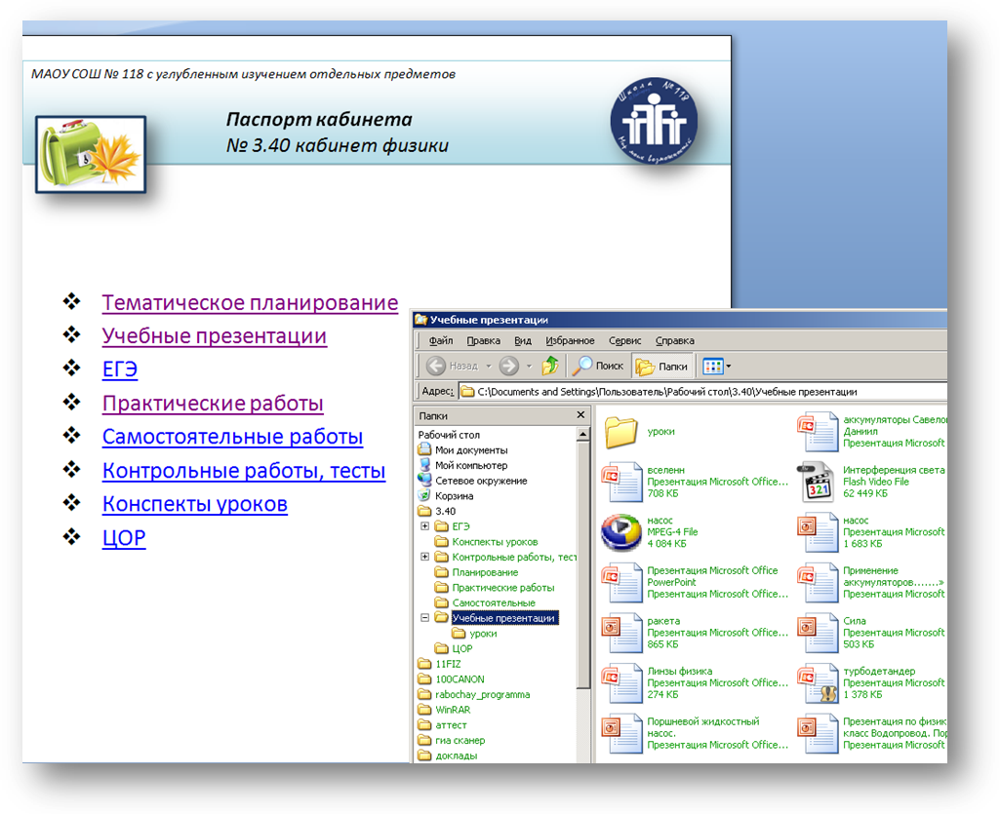 МАОУ СОШ № 118 с углубленным изучением отдельных предметов
Паспорт кабинета
№ 3.40 кабинет физики
Школа №118
Мир моих возможностей
Тематическое планирование
Учебные презентации
ЕГЭ
Практические работы
Самостоятельные работы
Контрольные работы, тесты
Конспекты уроков
ЦОР
Учебные презентации
Файл Правка Вид Избранное Сервис Справка
Назад Поиск Папки
Адрес: C:\Documents and Settings\Пользователь\Рабочий стол\3.40\Учебные презентации
Папки
Рабочий стол
Мои документы
Мой компьютер
Сетевое окружение
Корзина
3.40
ЕГЭ
Конспекты уроков
Контрольные работы, тест
Планирование
Практические работы
Самостоятельные
Учебные презентации
уроки
ЦОР
11FIZ
100CANON
rabochay_programma
WinRAR
аттест
гиа сканер
доклады
уроки
аккумуляторы Савело
Даниил
Презентация Microsoft
вселенн
Презентация Microsoft Office...
708 КБ
Интерференция света
Flash Video File
62 449 КБ
321
насос
MPEG-4 File
4 084 КБ
насос
Презентация Microsoft
1 683 КБ
Презентация Microsoft Office
PowerPoint
Презентация Microsoft Office...
Применение
аккумуляторов.......»
Презентация Microsoft
ракета
Презентация Microsoft Office...
865 КБ
Сила
Презентация Microsoft
503 КБ
Линзы физика
Презентация Microsoft Office...
274 КБ
турбодетандер
Презентация Microsoft
1 378 КБ
Поршневой жидкостный
насос.
Презентация Microsoft Office...
Презентация по физик
класс Водопровод. Пор
Презентация Microsoft